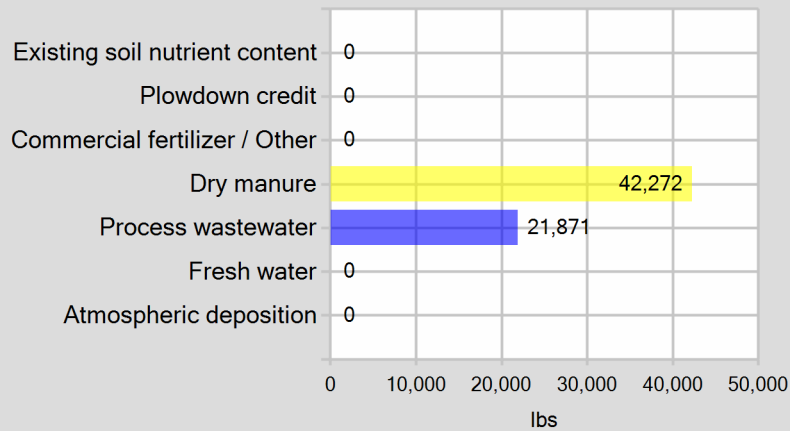 Existing soil nutrient content 0
Plowdown credit 0
Commercial fertilizer / Other 0
Dry manure 42,272
Process wastewater 21,871
Fresh water 0
Atmospheric deposition 0
0 10,000 20,000 30,000 40,000 50,000
lbs